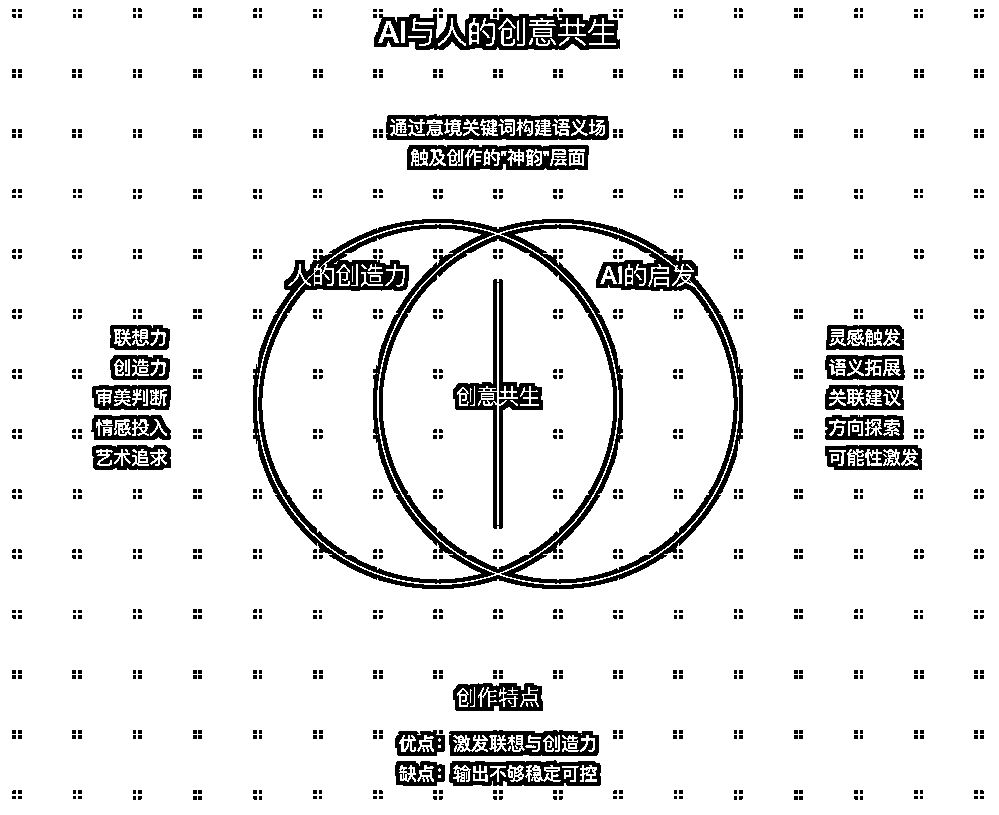 AI与人的创意共生
通过意境关键词构建语义场
触及创作的"神韵"层面
人的创造力
AI的启发
联想力
创造力
审美判断
情感投入
艺术追求
创意共生
灵感触发
语义拓展
关联建议
方向探索
可能性激发
创作特点
优点：激发联想与创造力
缺点：输出不够稳定可控